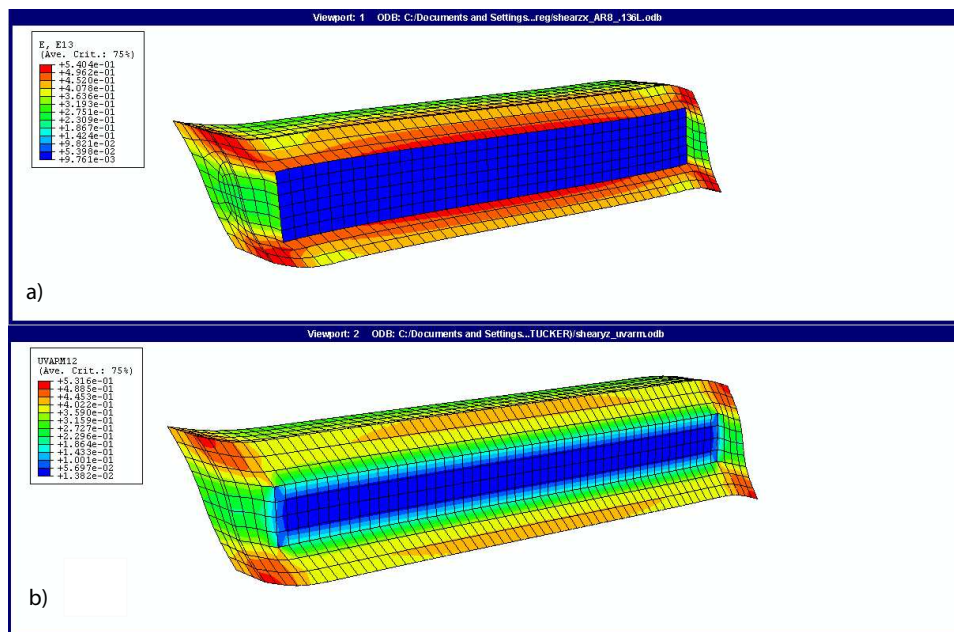 Viewport: 1 ODB: C:/Documents and Settings...reg/shearzx_AR8_.136L.odb
E, E13
(Ave. Crit.: 75%)
+5.404e-01
+4.962e-01
+4.520e-01
+4.078e-01
+3.636e-01
+3.193e-01
+2.751e-01
+2.309e-01
+1.867e-01
+1.424e-01
+9.821e-02
+5.398e-02
+9.761e-03
a)
Viewport: 2 ODB: C:/Documents and Settings...TUCKER)/shearyz_uvarm.odb
UVARM12
(Ave. Crit.: 75%)
+5.316e-01
+4.885e-01
+4.453e-01
+4.022e-01
+3.590e-01
+3.159e-01
+2.727e-01
+2.296e-01
+1.864e-01
+1.433e-01
+1.001e-01
+5.697e-02
+1.382e-02
b)